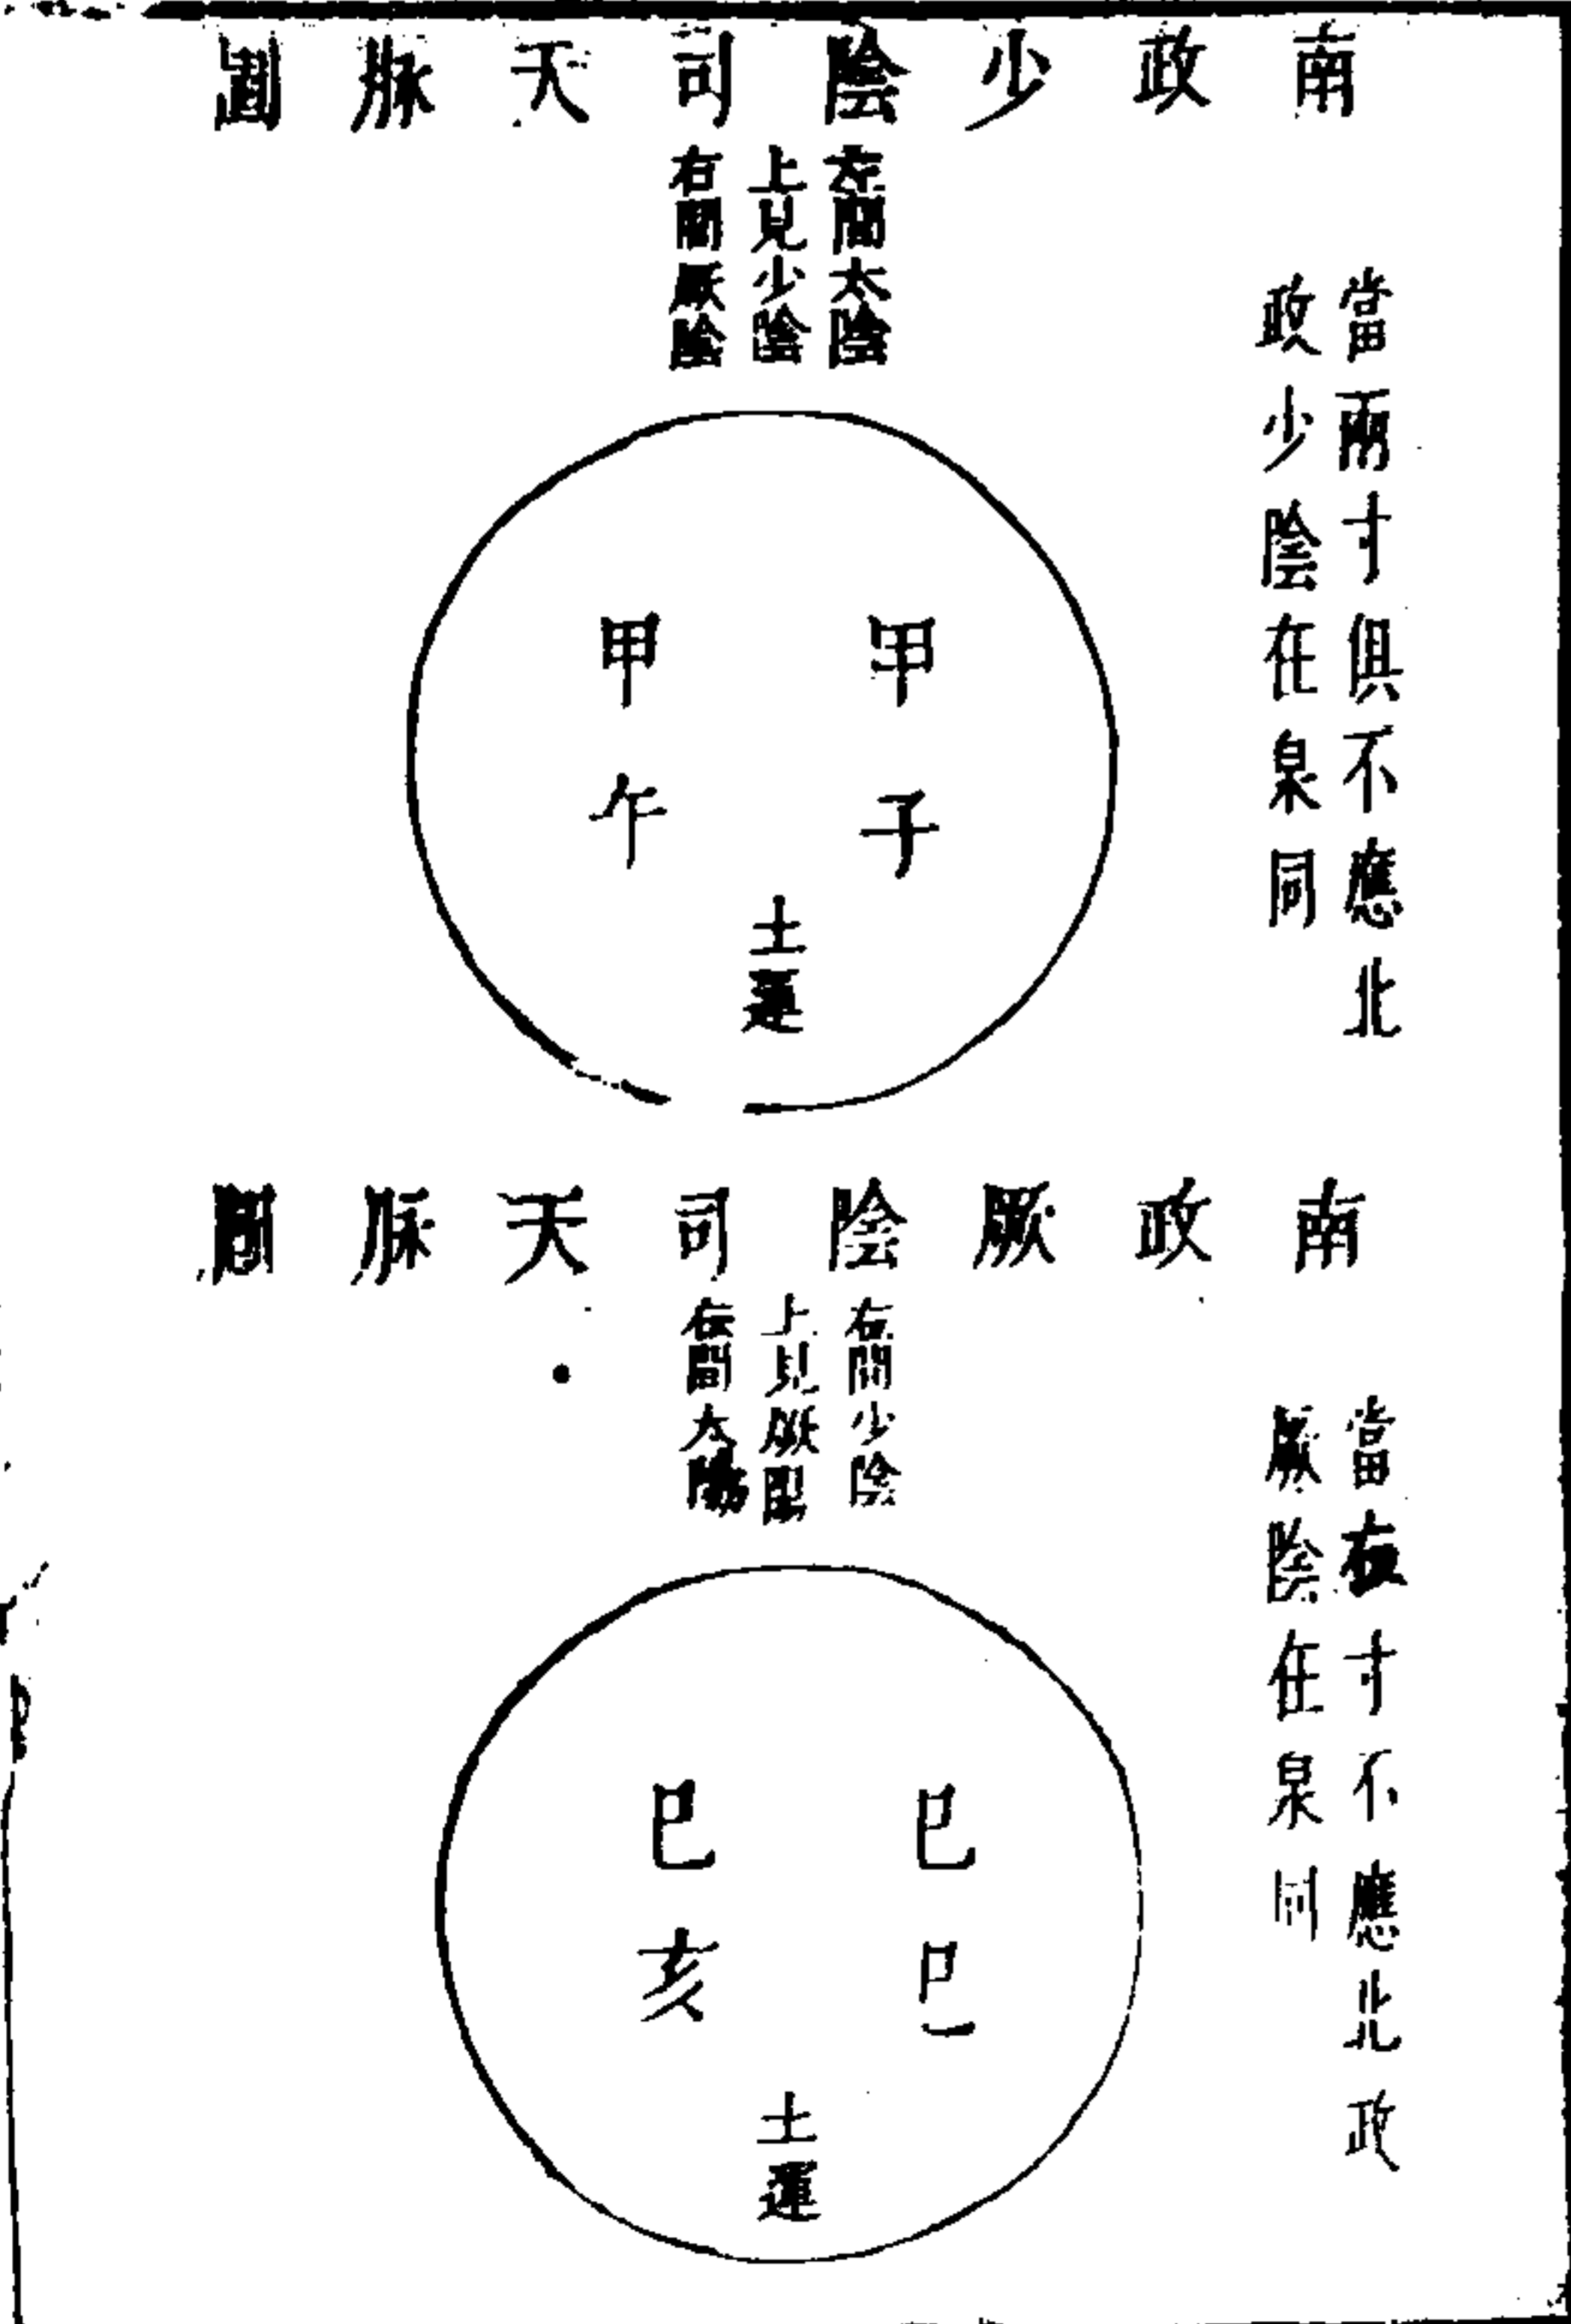 南政少陰司天脉圖
當兩寸俱不應北
政少陰在泉同
左間太陰
上見少陰
右間厥陰
甲子
甲午
土運
南政厥陰司天脉圖
當右寸不應北政
厥陰在泉同
左間少陰
上見厥陰
右間太陽
巳巳
巳亥
土運